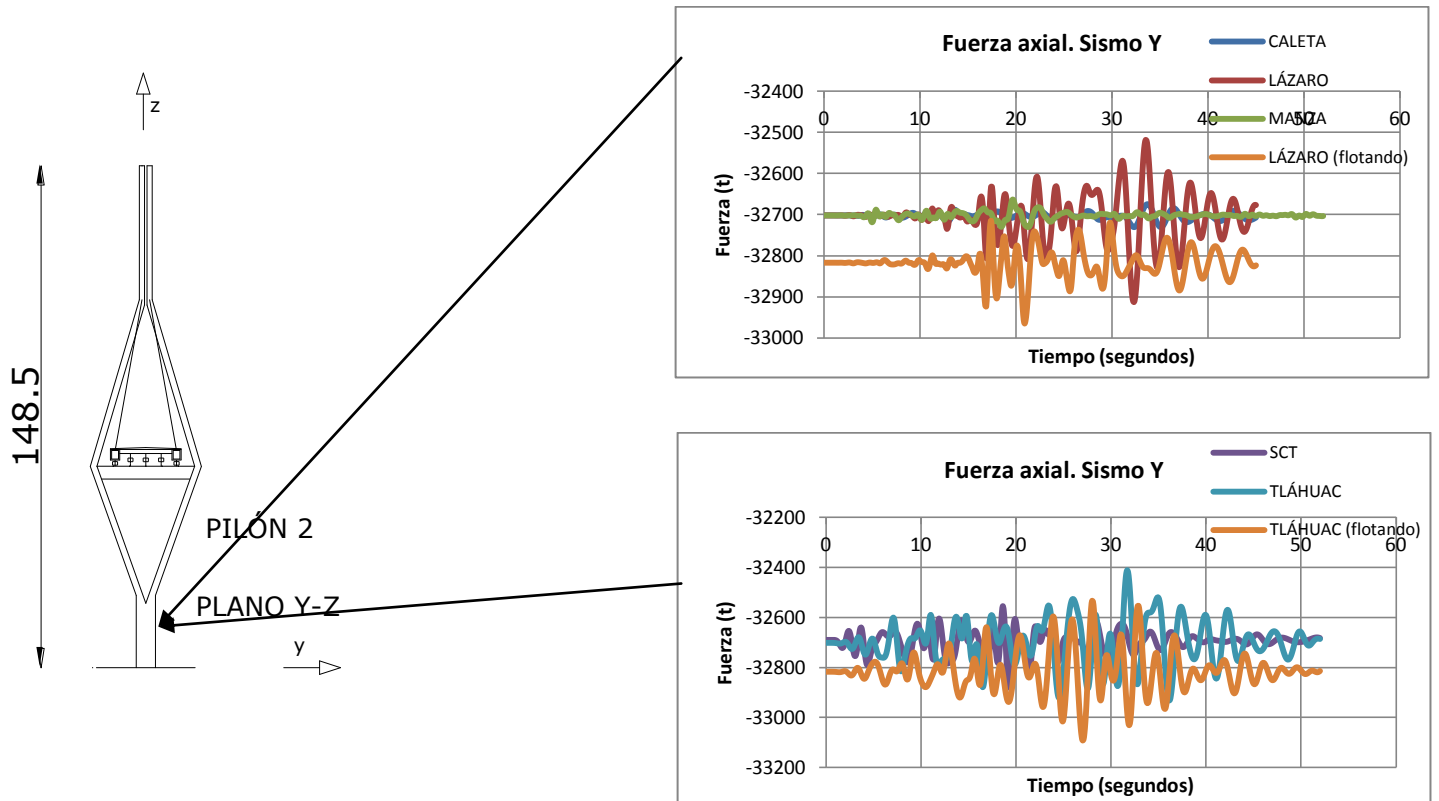 z
148.5
PILÓN 2
PLANO Y-Z
y
Fuerza axial. Sismo Y
CALETA
LÁZARO
MANZA
LÁZARO (flotando)
-32400
-32500
-32600
-32700
-32800
-32900
-33000
0 10 20 30 40 50 60
Fuerza (t)
Tiempo (segundos)
Fuerza axial. Sismo Y
SCT
TLÁHUAC
TLÁHUAC (flotando)
-32200
-32400
-32600
-32800
-33000
-33200
0 10 20 30 40 50 60
Fuerza (t)
Tiempo (segundos)